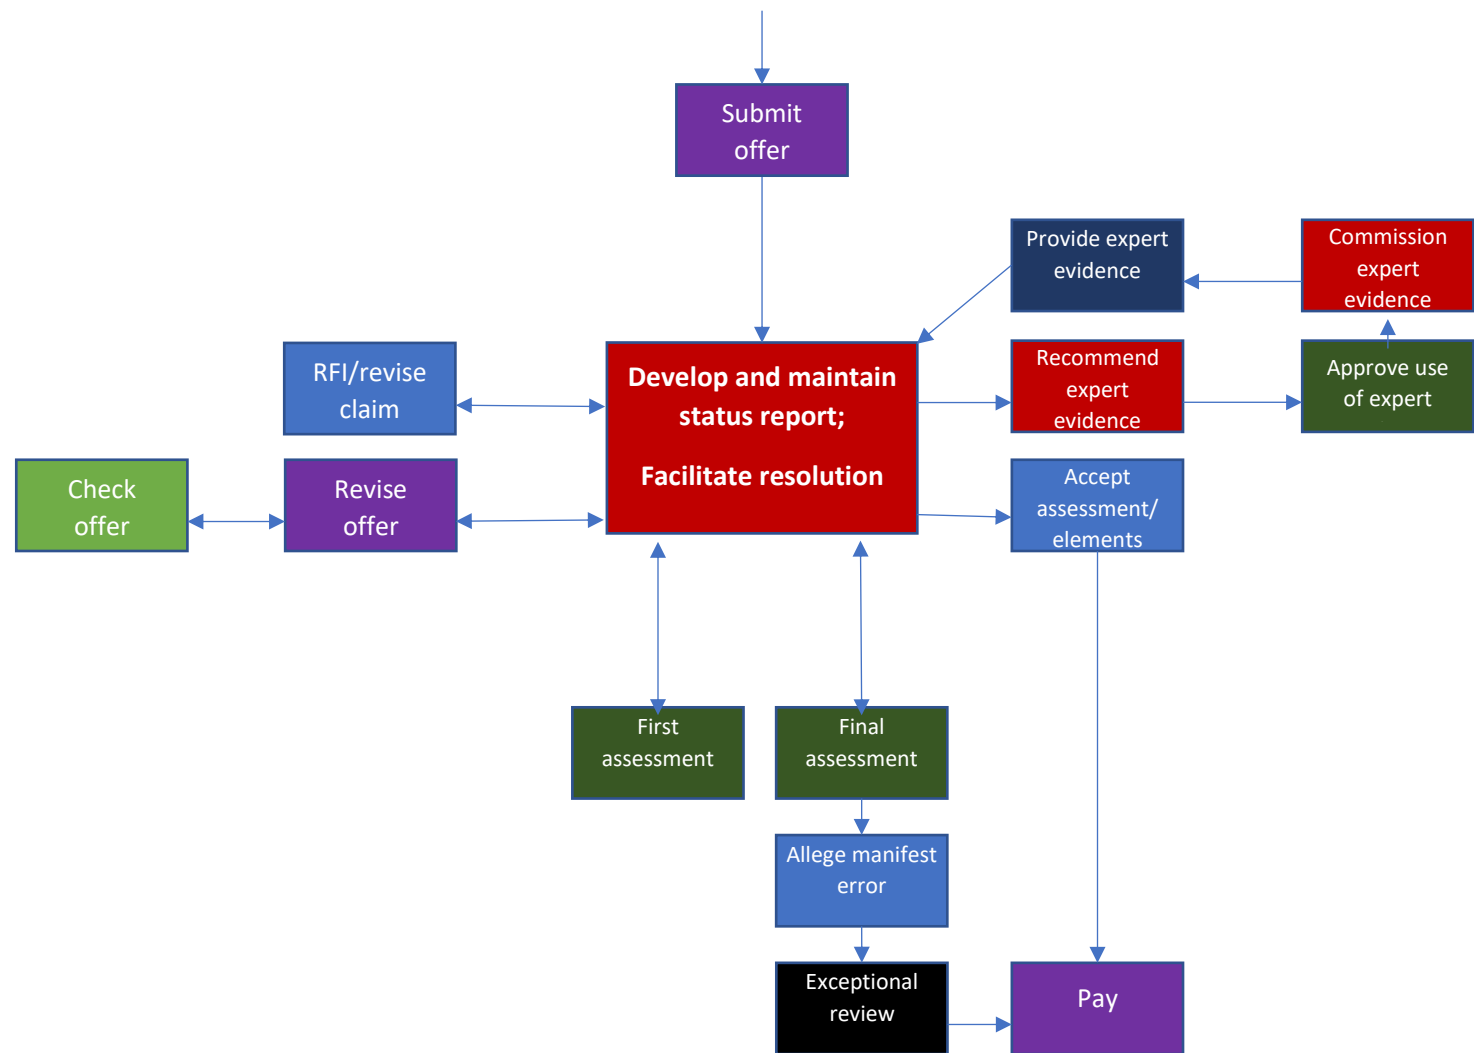 Submit
offer
Provide expert
evidence
Commission
expert
evidence
RFI/revise
claim
Develop and maintain
status report;
Facilitate resolution
Recommend
expert
evidence
Approve use
of expert
Check
offer
Revise
offer
Accept
assessment/
elements
First
assessment
Final
assessment
Allege manifest
error
Exceptional
review
Pay